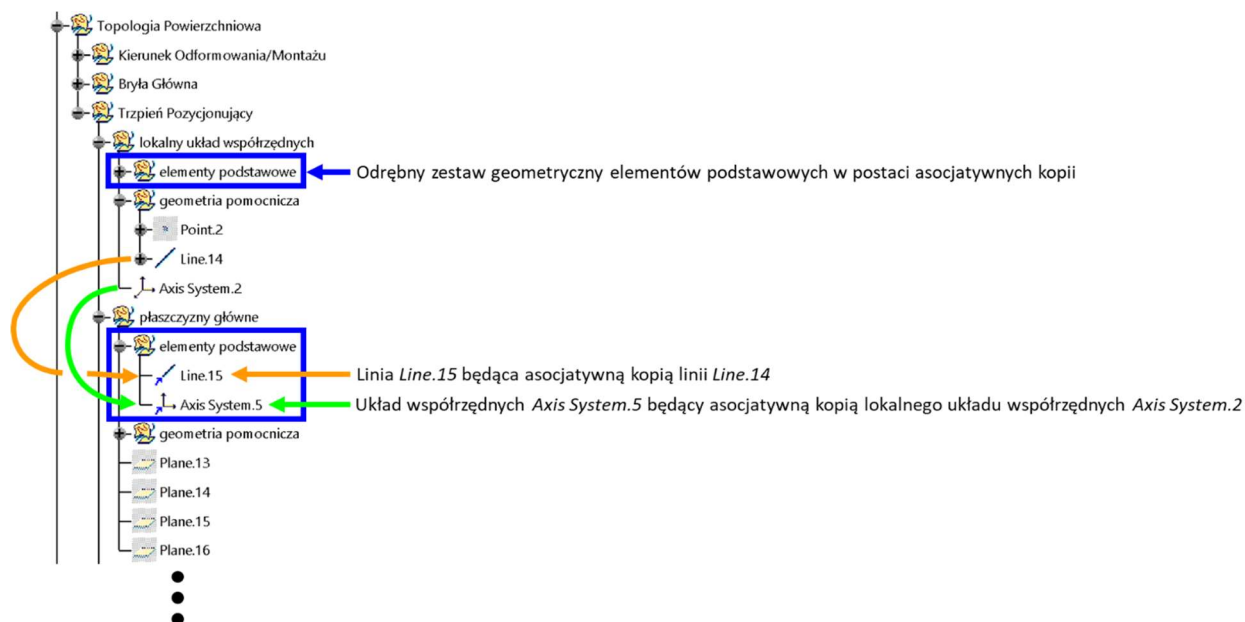 Topologia Powierzchniowa
Kierunek Odformowania/Montażu
Bryła Główna
Trzpień Pozycjonujący
lokalny układ współrzędnych
elementy podstawowe
Odrębny zestaw geometryczny elementów podstawowych w postaci asocjatywnych kopii
geometria pomocnicza
Point.2
Line.14
Axis System.2
płaszczyzny główne
elementy podstawowe
Line.15
Linia Line.15 będąca asocjatywną kopią linii Line.14
Axis System.5
Układ współrzędnych Axis System.5 będący asocjatywną kopią lokalnego układu współrzędnych Axis System.2
geometria pomocnicza
Plane.13
Plane.14
Plane.15
Plane.16